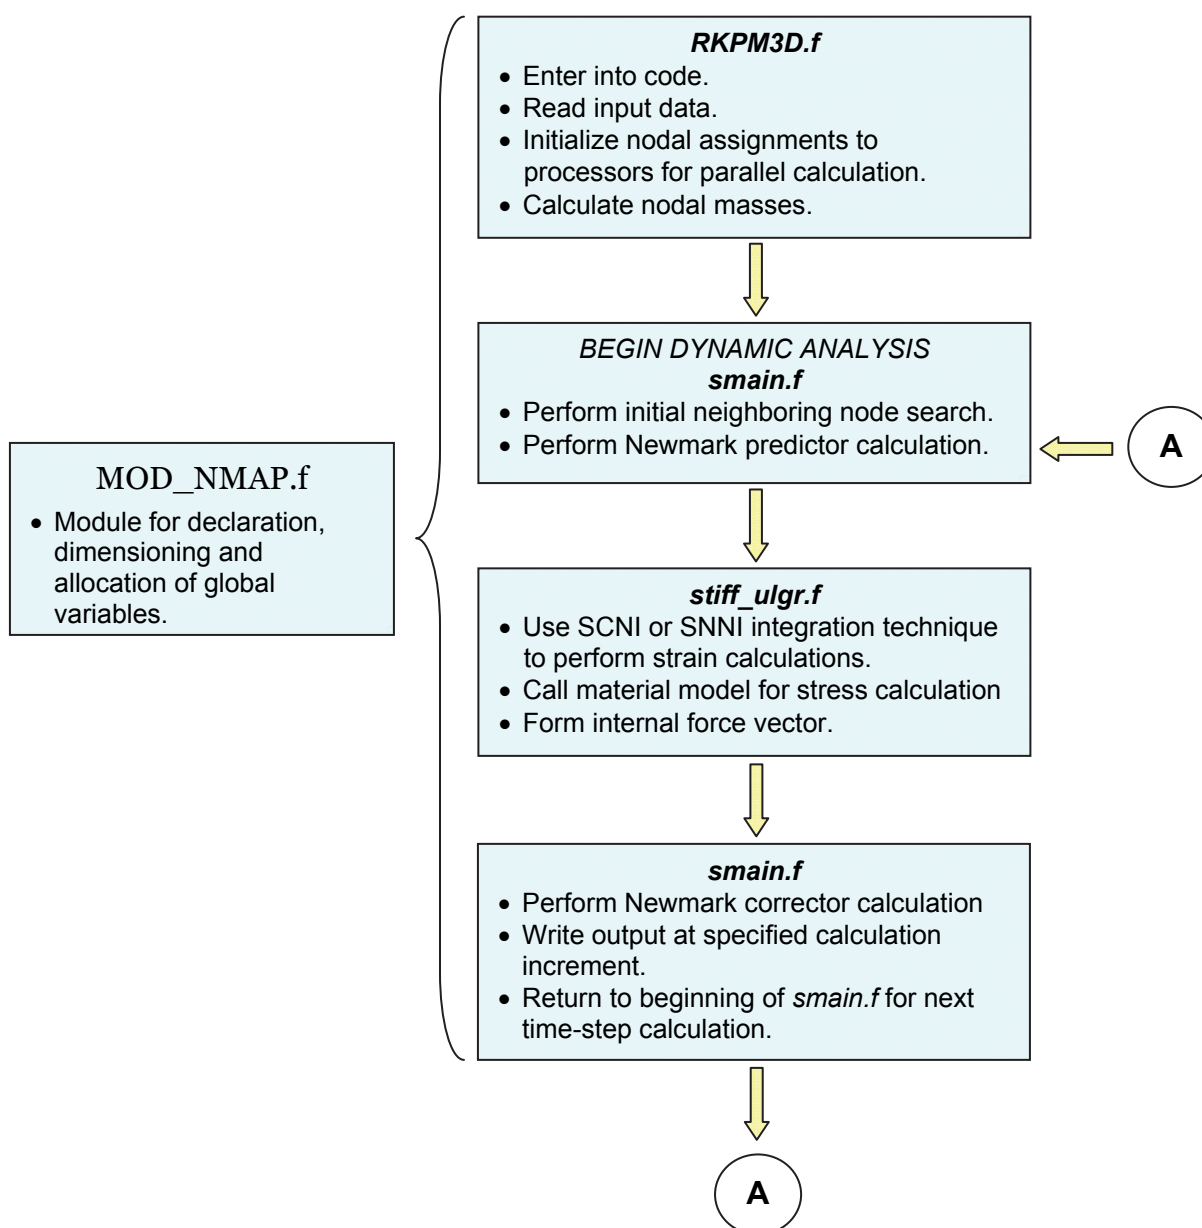 RKPM3D.f
• Enter into code.
• Read input data.
• Initialize nodal assignments to
processors for parallel calculation.
• Calculate nodal masses.
BEGIN DYNAMIC ANALYSIS
smain.f
• Perform initial neighboring node search.
• Perform Newmark predictor calculation.
A
MOD_NMAP.f
• Module for declaration,
dimensioning and
allocation of global
variables.
stiff_ulgr.f
• Use SCNI or SNNI integration technique
to perform strain calculations.
• Call material model for stress calculation
• Form internal force vector.
smain.f
• Perform Newmark corrector calculation
• Write output at specified calculation
increment.
• Return to beginning of smain.f for next
time-step calculation.
A